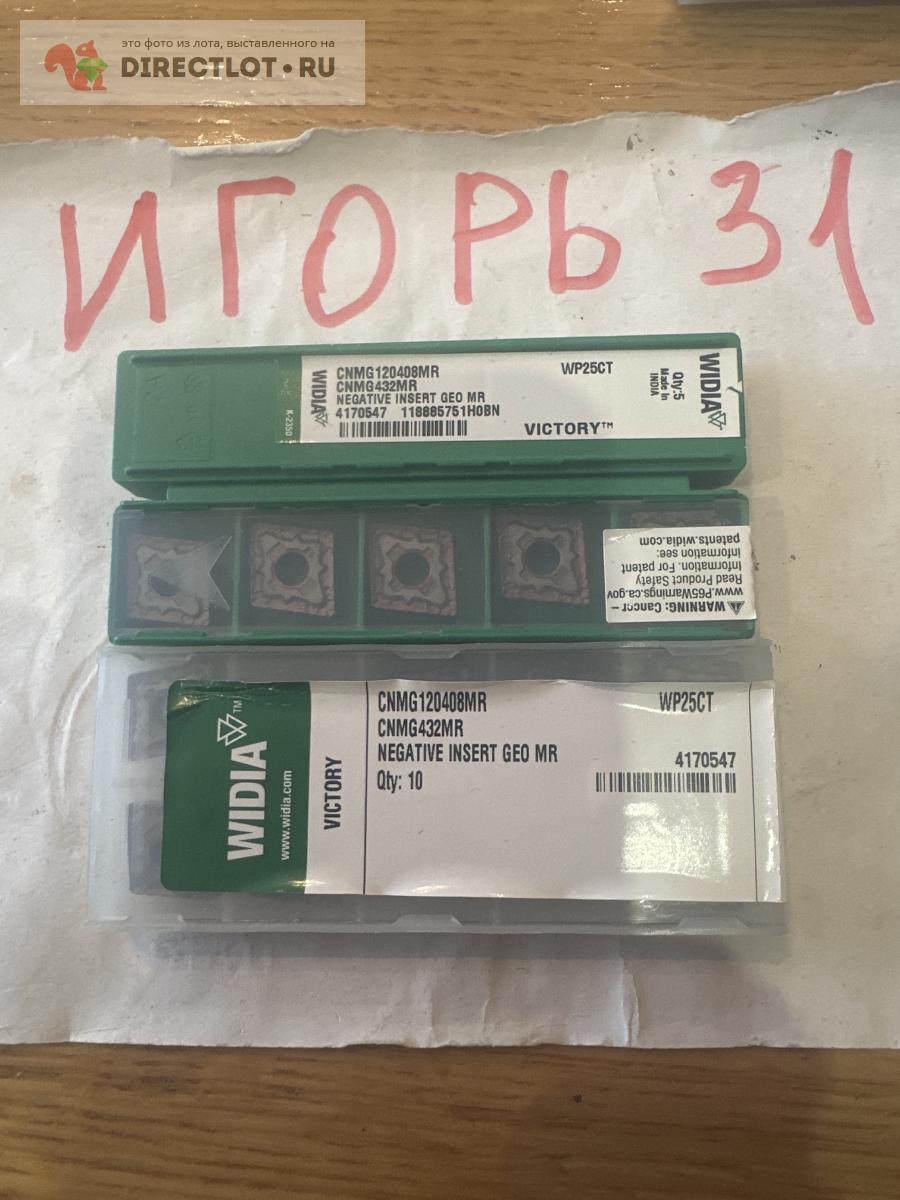 это фото из лота, выставленного на
DIRECTLOT•RU
ИГОРЬ 31
CNMG120408MR WP25CT
CNMG432MR
NEGATIVE INSERT GEO MR
4170547 118885751H0BN
VICTORY™
WIDIA
K-2350
Qty:5
Made In
INDIA
WIDIA
⚠WARNING: Cancer –
www.P65Warnings.ca.gov
Read Product Safety
Information. For patent
information see:
patents.widia.com
WIDIA™
www.widia.com
VICTORY
CNMG120408MR WP25CT
CNMG432MR
NEGATIVE INSERT GEO MR 4170547
Qty: 10